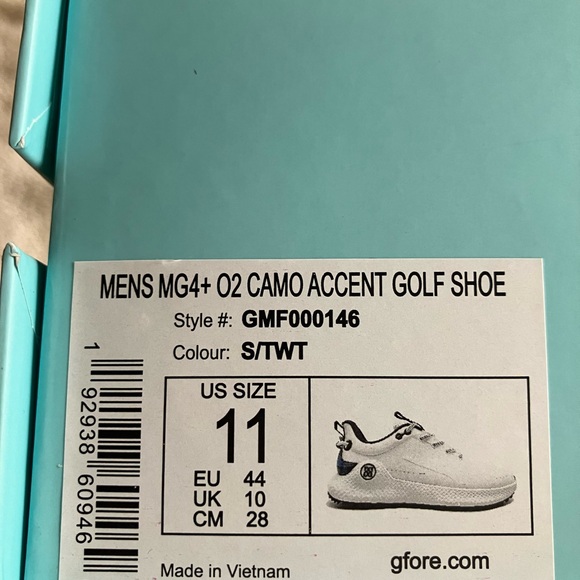 MENS MG4+ O2 CAMO ACCENT GOLF SHOE
Style #: GMF000146
Colour: S/TWT
1 92938 60946
US SIZE
11
EU 44
UK 10
CM 28
Made in Vietnam
gfore.com